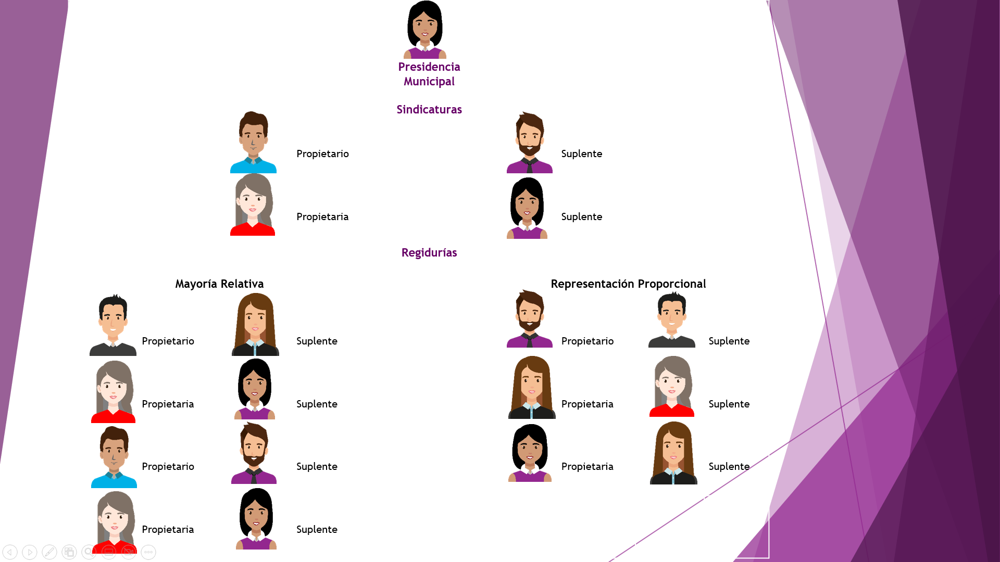 Presidencia
Municipal
Sindicaturas
Propietario
Suplente
Propietaria
Suplente
Regidurías
Mayoría Relativa
Representación Proporcional
Propietario
Suplente
Propietario
Suplente
Propietaria
Suplente
Propietaria
Suplente
Propietario
Suplente
Propietaria
Suplente
Propietaria
Suplente